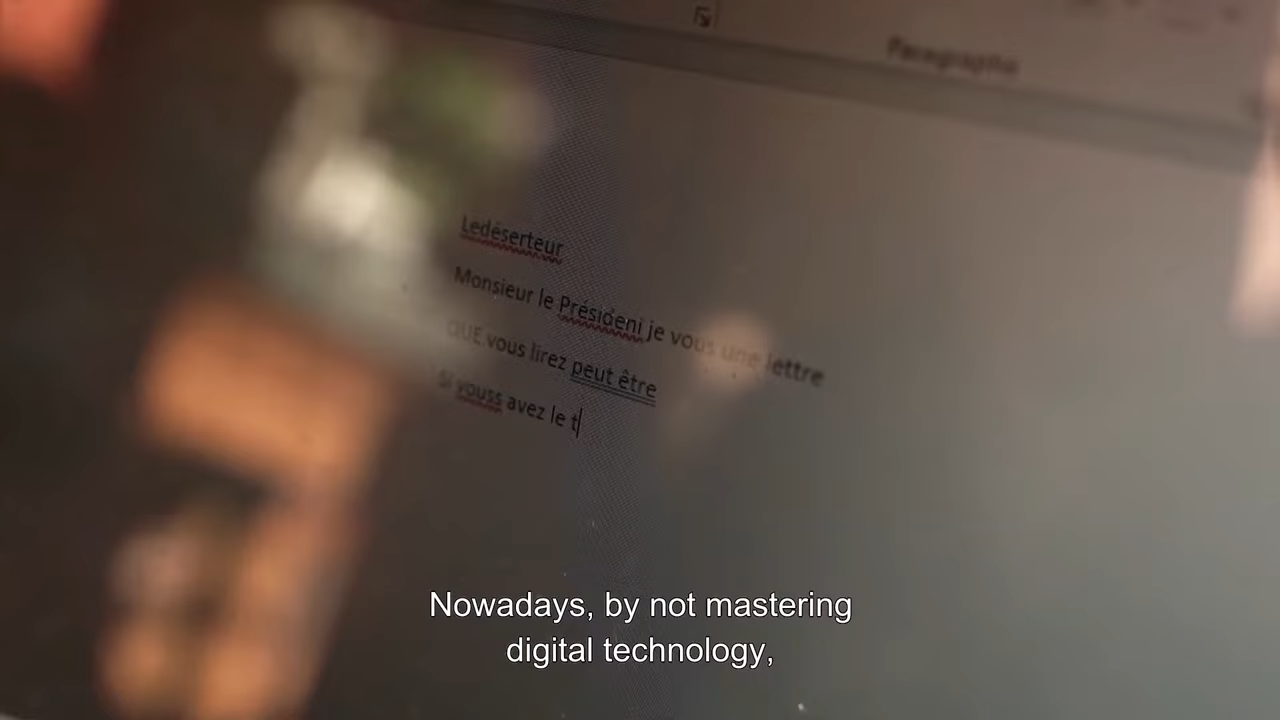 Paragraphe
Ledéserteur
Monsieur le Présideni je vous une lettre
QUE vous lirez peut être
Si vouss avez le t
Nowadays, by not mastering
digital technology,